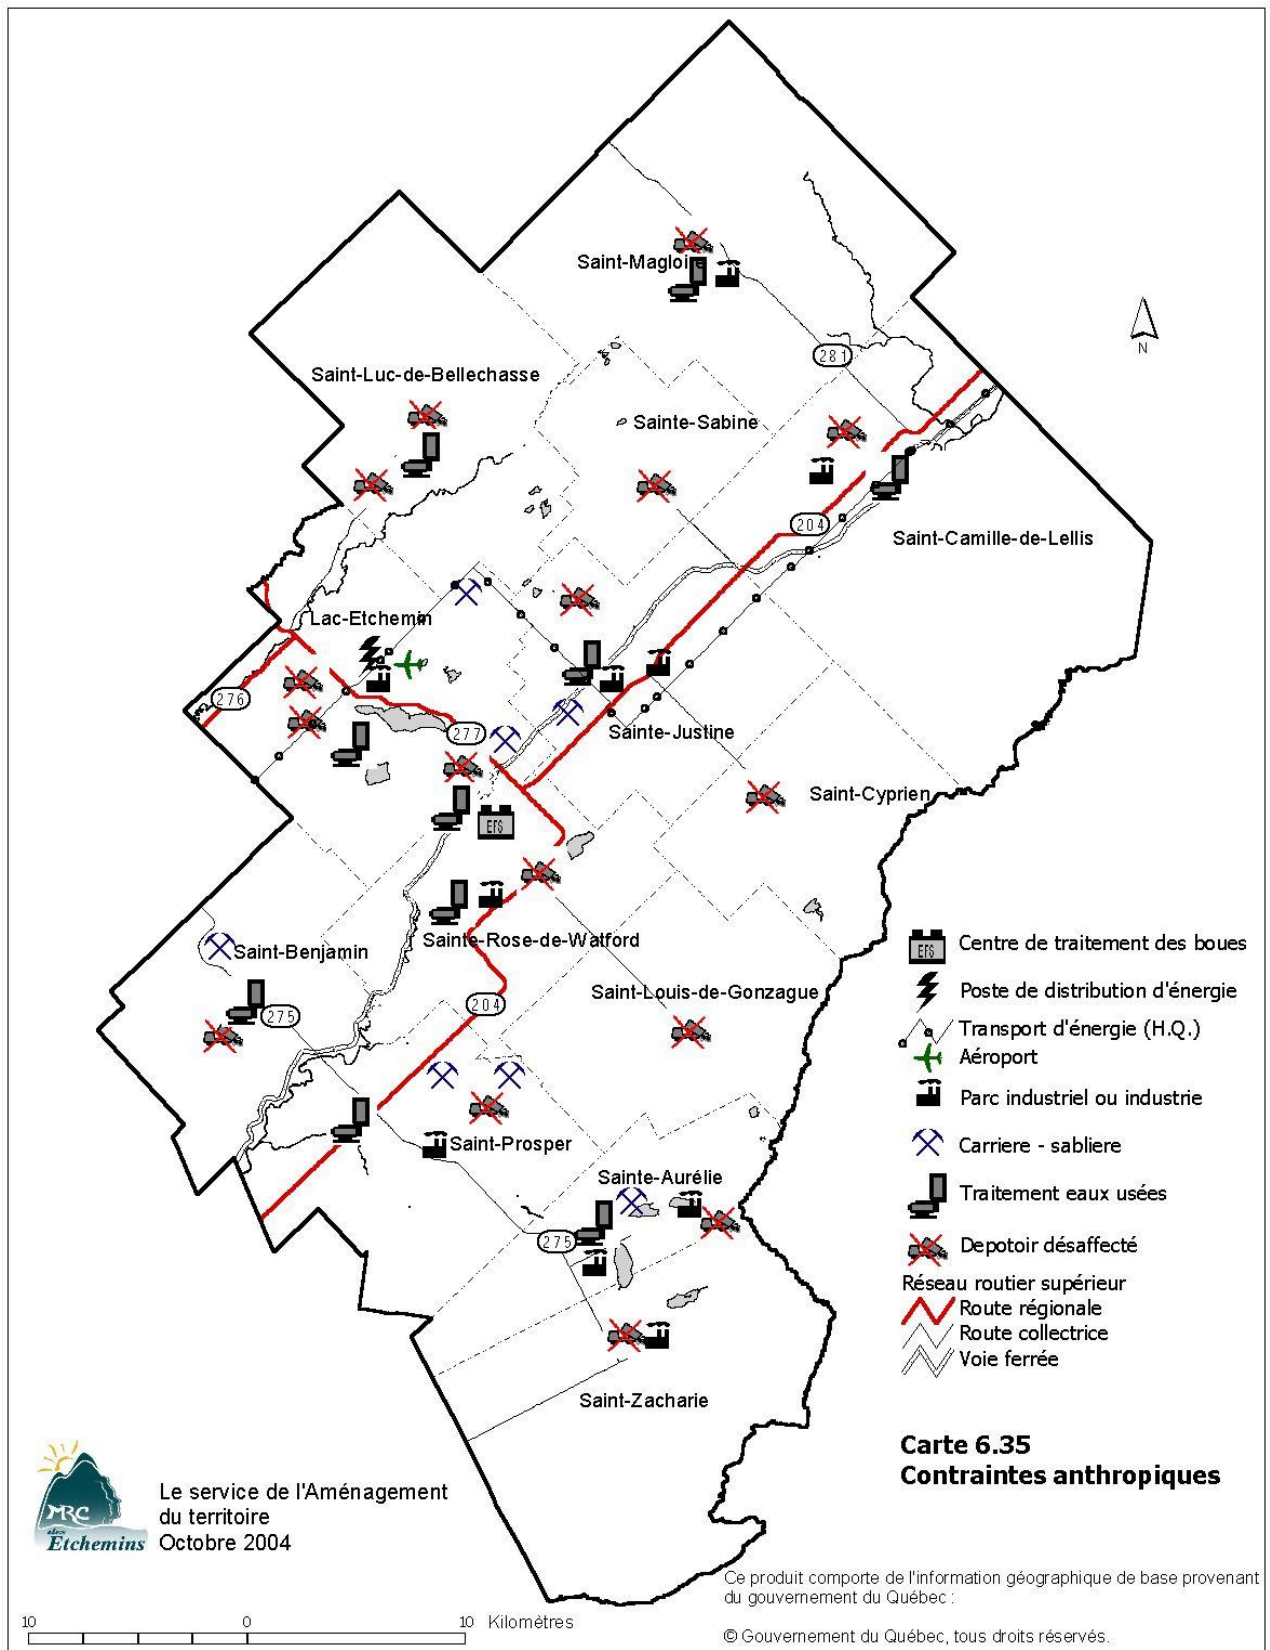 Saint-Magloire
281
Saint-Luc-de-Bellechasse
Sainte-Sabine
N
204
Saint-Camille-de-Lellis
Lac-Etchemin
276
277
Sainte-Justine
Saint-Cyprien
EFS
Sainte-Rose-de-Watford
Saint-Benjamin
Saint-Louis-de-Gonzague
204
275
Saint-Prosper
Sainte-Aurélie
275
Saint-Zacharie
EFS Centre de traitement des boues
Poste de distribution d'énergie
Transport d'énergie (H.Q.)
Aéroport
Parc industriel ou industrie
Carriere - sabliere
Traitement eaux usées
Depotoir désaffecté
Réseau routier supérieur
Route régionale
Route collectrice
Voie ferrée
Carte 6.35
Contraintes anthropiques
MRC
des
Etchemins
Le service de l'Aménagement
du territoire
Octobre 2004
Ce produit comporte de l'information géographique de base provenant
du gouvernement du Québec :
© Gouvernement du Québec, tous droits réservés.
10 0 10 Kilométres